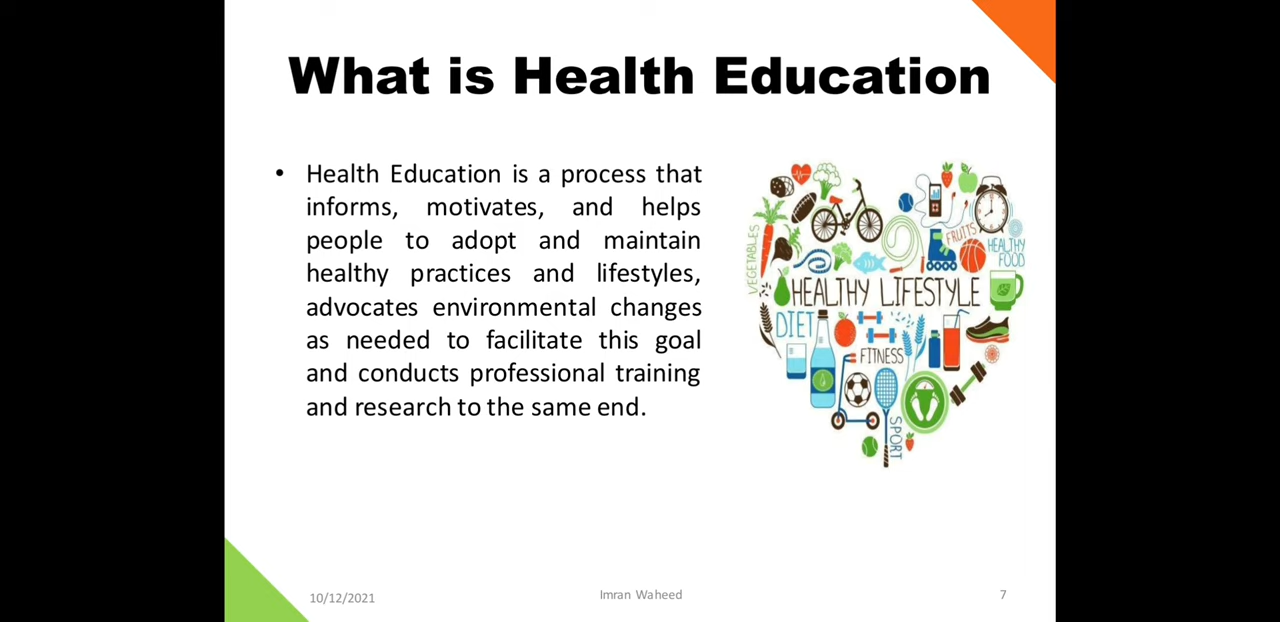 What is Health Education
• Health Education is a process that
informs, motivates, and helps
people to adopt and maintain
healthy practices and lifestyles,
advocates environmental changes
as needed to facilitate this goal
and conducts professional training
and research to the same end.
VEGETABLES
FRUITS
HEALTHY
FOOD
HEALTHY LIFESTYLE
DIET
FITNESS
SPORT
10/12/2021
Imran Waheed
7